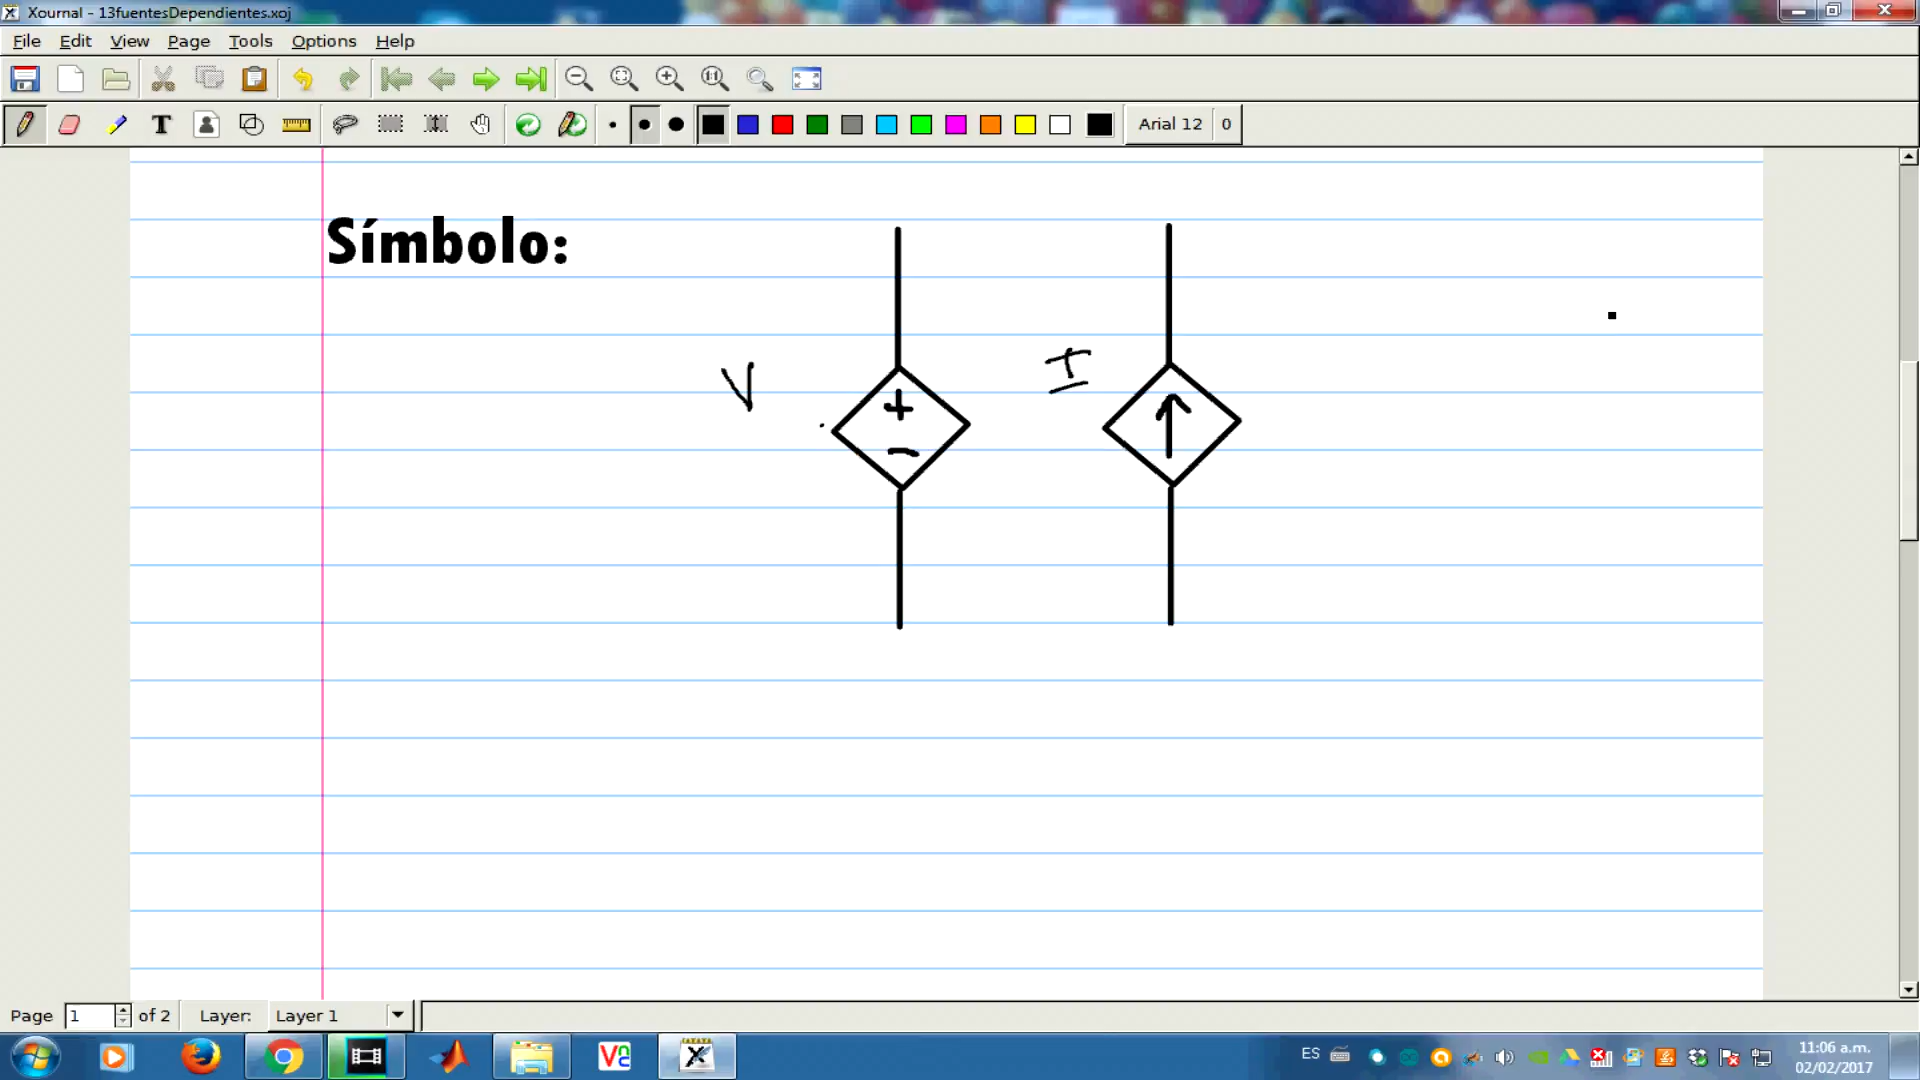 Xournal - 13fuentesDependientes.xoj
File Edit View Page Tools Options Help
Arial 12 0
Símbolo:
V
I
+
−
Page 1 of 2 Layer: Layer 1
ES
11:06 a.m.
02/02/2017